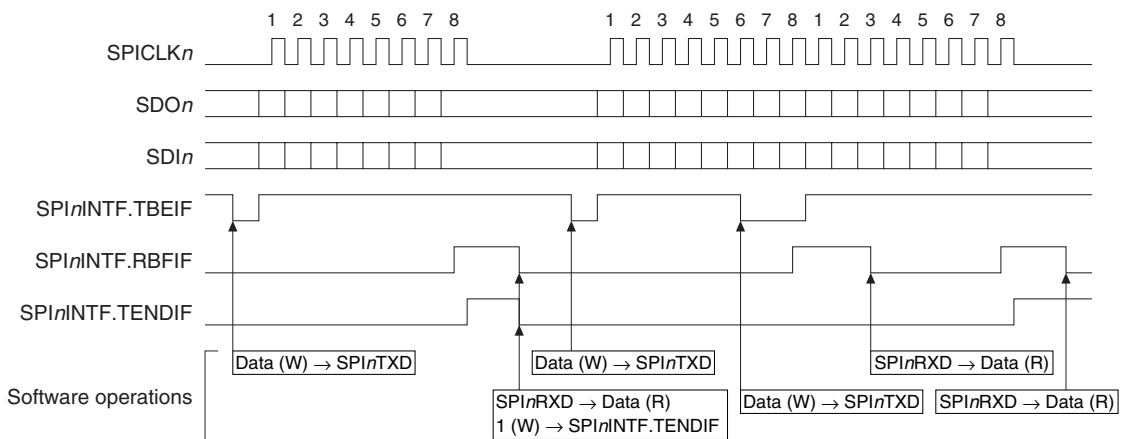 1 2 3 4 5 6 7 8 1 2 3 4 5 6 7 8 1 2 3 4 5 6 7 8
SPICLKn
SDOn
SDIn
SPInINTF.TBEIF
SPInINTF.RBFIF
SPInINTF.TENDIF
Data (W) → SPInTXD
Data (W) → SPInTXD
SPInRXD → Data (R)
Software operations
SPInRXD → Data (R)
1 (W) → SPInINTF.TENDIF
Data (W) → SPInTXD
SPInRXD → Data (R)